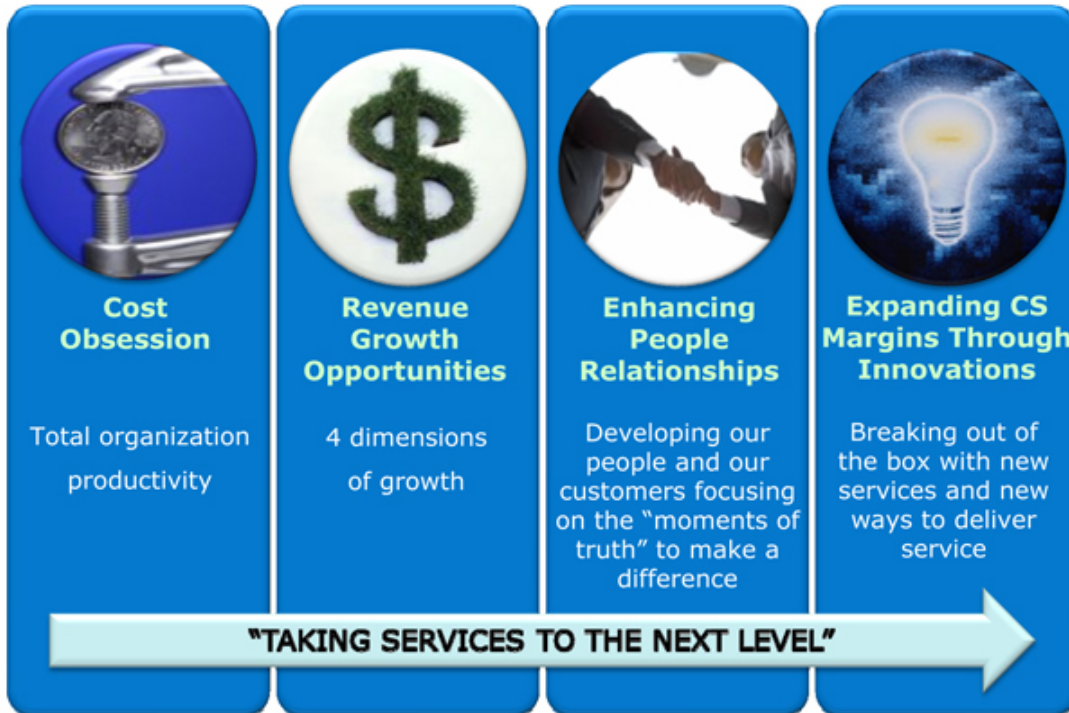 Cost
Obsession
Total organization
productivity
Revenue
Growth
Opportunities
4 dimensions
of growth
Enhancing
People
Relationships
Developing our
people and our
customers focusing
on the “moments of
truth” to make a
difference
Expanding CS
Margins Through
Innovations
Breaking out of
the box with new
services and new
ways to deliver
service
“TAKING SERVICES TO THE NEXT LEVEL”